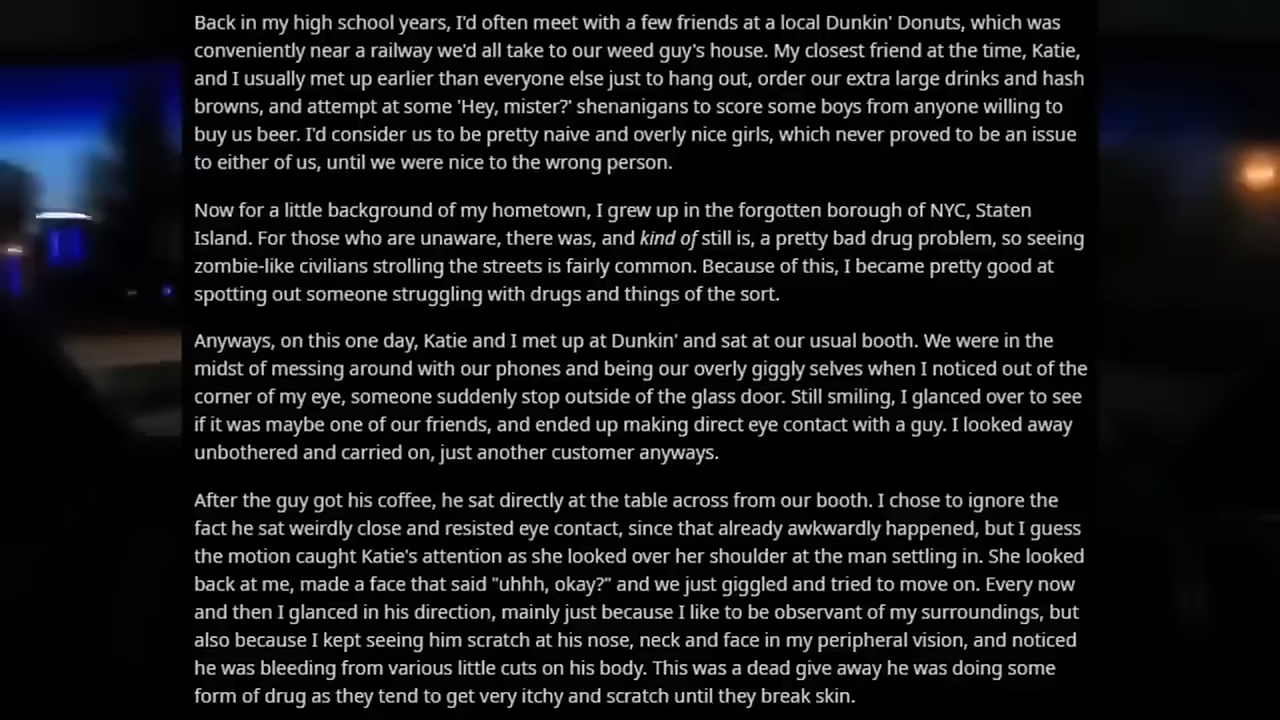 Back in my high school years, I'd often meet with a few friends at a local Dunkin' Donuts, which was
conveniently near a railway we'd all take to our weed guy's house. My closest friend at the time, Katie,
and I usually met up earlier than everyone else just to hang out, order our extra large drinks and hash
browns, and attempt at some 'Hey, mister?' shenanigans to score some boys from anyone willing to
buy us beer. I'd consider us to be pretty naive and overly nice girls, which never proved to be an issue
to either of us, until we were nice to the wrong person.
Now for a little background of my hometown, I grew up in the forgotten borough of NYC, Staten
Island. For those who are unaware, there was, and kind of still is, a pretty bad drug problem, so seeing
zombie-like civilians strolling the streets is fairly common. Because of this, I became pretty good at
spotting out someone struggling with drugs and things of the sort.
Anyways, on this one day, Katie and I met up at Dunkin' and sat at our usual booth. We were in the
midst of messing around with our phones and being our overly giggly selves when I noticed out of the
corner of my eye, someone suddenly stop outside of the glass door. Still smiling, I glanced over to see
if it was maybe one of our friends, and ended up making direct eye contact with a guy. I looked away
unbothered and carried on, just another customer anyways.
After the guy got his coffee, he sat directly at the table across from our booth. I chose to ignore the
fact he sat weirdly close and resisted eye contact, since that already awkwardly happened, but I guess
the motion caught Katie's attention as she looked over her shoulder at the man settling in. She looked
back at me, made a face that said "uhhh, okay?" and we just giggled and tried to move on. Every now
and then I glanced in his direction, mainly just because I like to be observant of my surroundings, but
also because I kept seeing him scratch at his nose, neck and face in my peripheral vision, and noticed
he was bleeding from various little cuts on his body. This was a dead give away he was doing some
form of drug as they tend to get very itchy and scratch until they break skin.